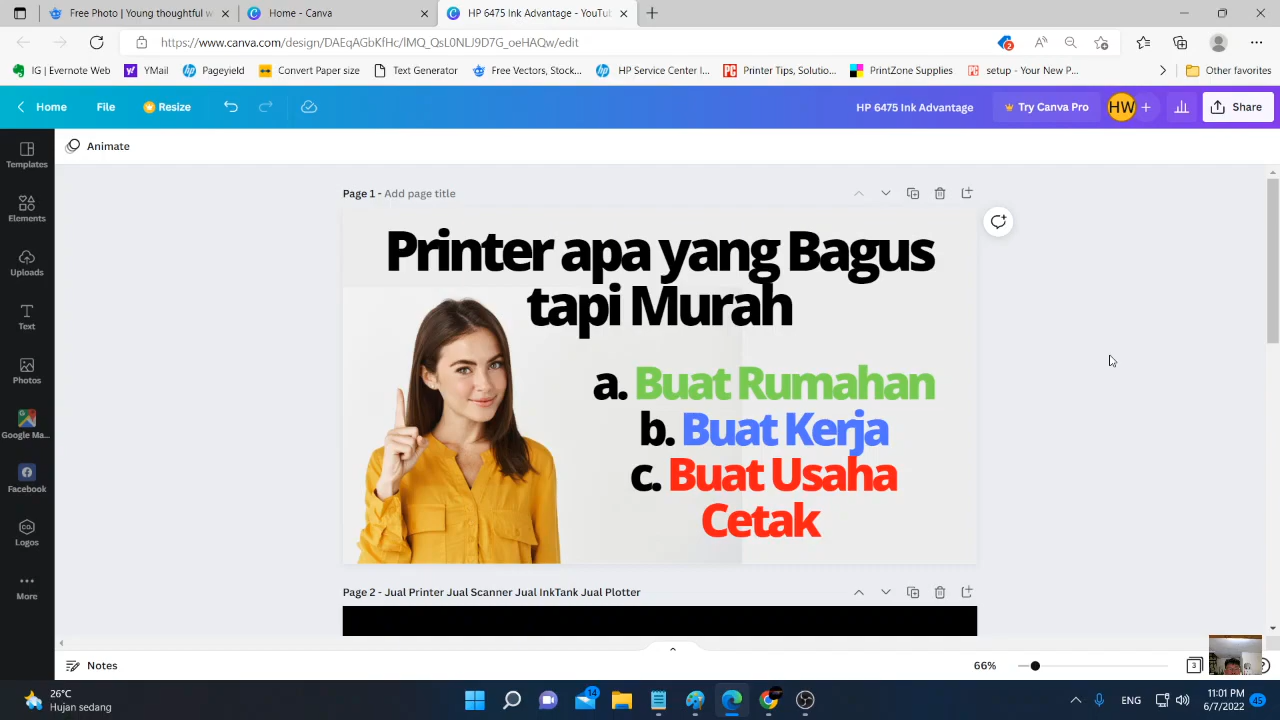 Free Photo | Young thoughtful w
Home - Canva
HP 6475 Ink Advantage - YouTu
https://www.canva.com/design/DAEqAGbKfHc/IMQ_QsL0NLJ9D7G_oeHAQw/edit
IG | Evernote Web
YMail
Pageyield
Convert Paper size
Text Generator
Free Vectors, Stock...
HP Service Center I...
Printer Tips, Solutio...
PrintZone Supplies
setup - Your New P...
Other favorites
Home
File
Resize
HP 6475 Ink Advantage
Try Canva Pro
HW
Share
Animate
Templates
Elements
Uploads
Text
Photos
Google Ma...
Facebook
Logos
More
Page 1 - Add page title
Printer apa yang Bagus
tapi Murah
a. Buat Rumahan
b. Buat Kerja
c. Buat Usaha
Cetak
Page 2 - Jual Printer Jual Scanner Jual InkTank Jual Plotter
Notes
66%
3
26°C
Hujan sedang
14
ENG
11:01 PM
6/7/2022
45